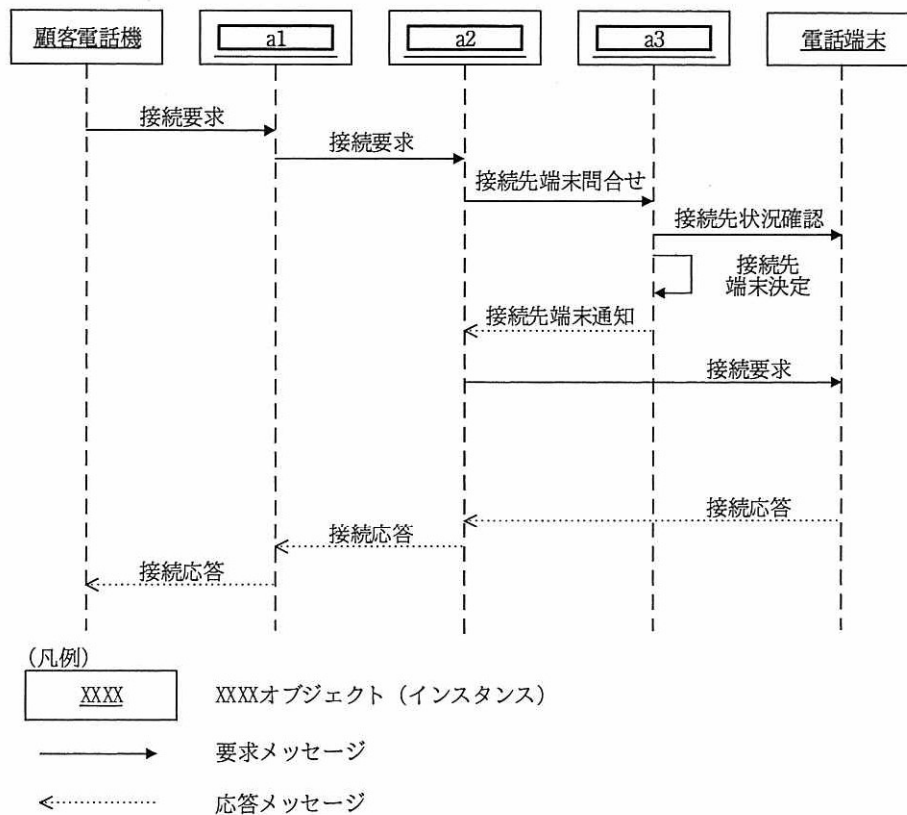 顧客電話機 a1 a2 a3 電話端末
接続要求
接続要求
接続先端末問合せ
接続先状況確認
接続先
端末決定
接続先端末通知
接続要求
接続応答
接続応答
接続応答
(凡例)
XXXX XXXXオブジェクト（インスタンス）
要求メッセージ
応答メッセージ